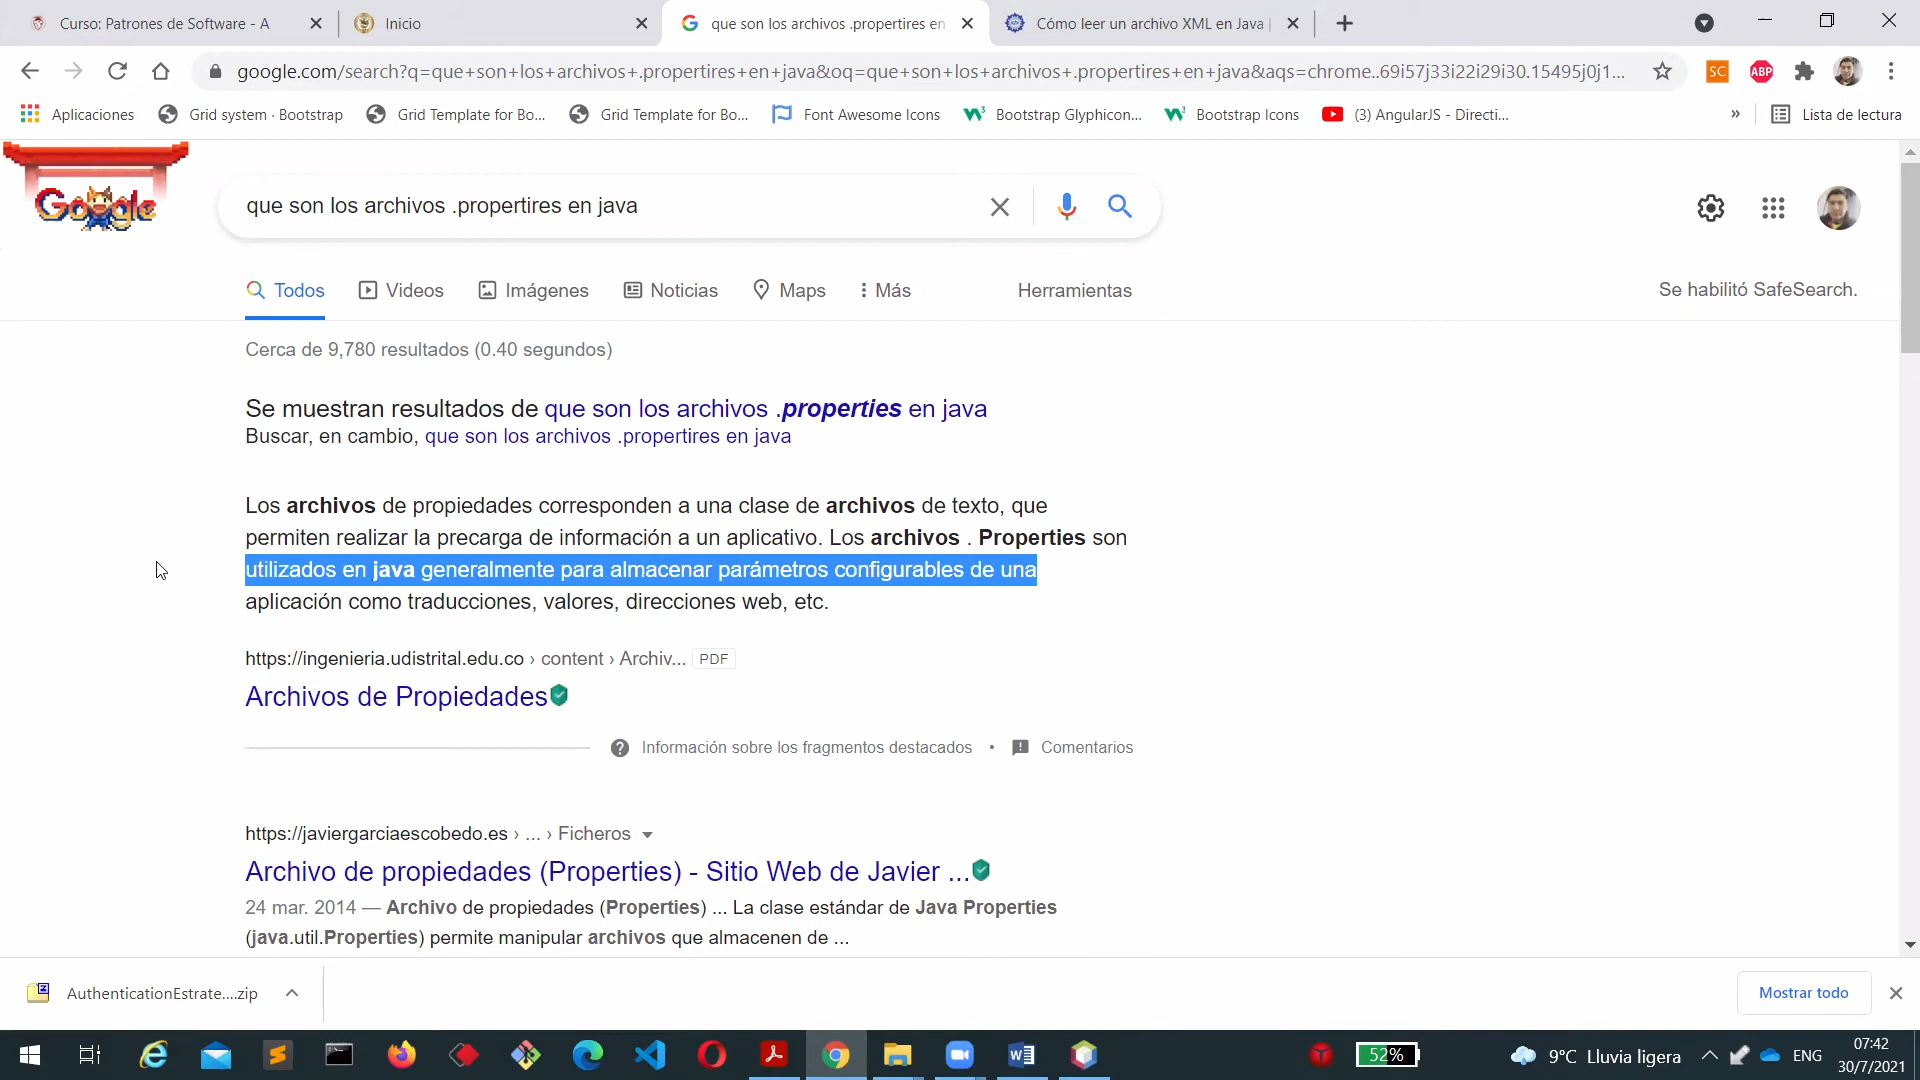 Curso: Patrones de Software - A
Inicio
que son los archivos .propertires en
Cómo leer un archivo XML en Java |
google.com/search?q=que+son+los+archivos+.propertires+en+java&oq=que+son+los+archivos+.propertires+en+java&aqs=chrome..69i57j33i22i29i30.15495j0j1...
SC
ABP
Aplicaciones
Grid system · Bootstrap
Grid Template for Bo...
Grid Template for Bo...
Font Awesome Icons
Bootstrap Glyphicon...
Bootstrap Icons
(3) AngularJS - Directi...
»
Lista de lectura
Google
que son los archivos .propertires en java
Todos
Videos
Imágenes
Noticias
Maps
Más
Herramientas
Se habilitó SafeSearch.
Cerca de 9,780 resultados (0.40 segundos)
Se muestran resultados de que son los archivos .properties en java
Buscar, en cambio, que son los archivos .propertires en java
Los archivos de propiedades corresponden a una clase de archivos de texto, que
permiten realizar la precarga de información a un aplicativo. Los archivos . Properties son
utilizados en java generalmente para almacenar parámetros configurables de una
aplicación como traducciones, valores, direcciones web, etc.
https://ingenieria.udistrital.edu.co › content › Archiv... PDF
Archivos de Propiedades
Información sobre los fragmentos destacados • Comentarios
https://javiergarciaescobedo.es › ... › Ficheros
Archivo de propiedades (Properties) - Sitio Web de Javier ...
24 mar. 2014 — Archivo de propiedades (Properties) ... La clase estándar de Java Properties
(java.util.Properties) permite manipular archivos que almacenen de ...
AuthenticationEstrate....zip
Mostrar todo
52%
9°C Lluvia ligera
ENG
07:42
30/7/2021